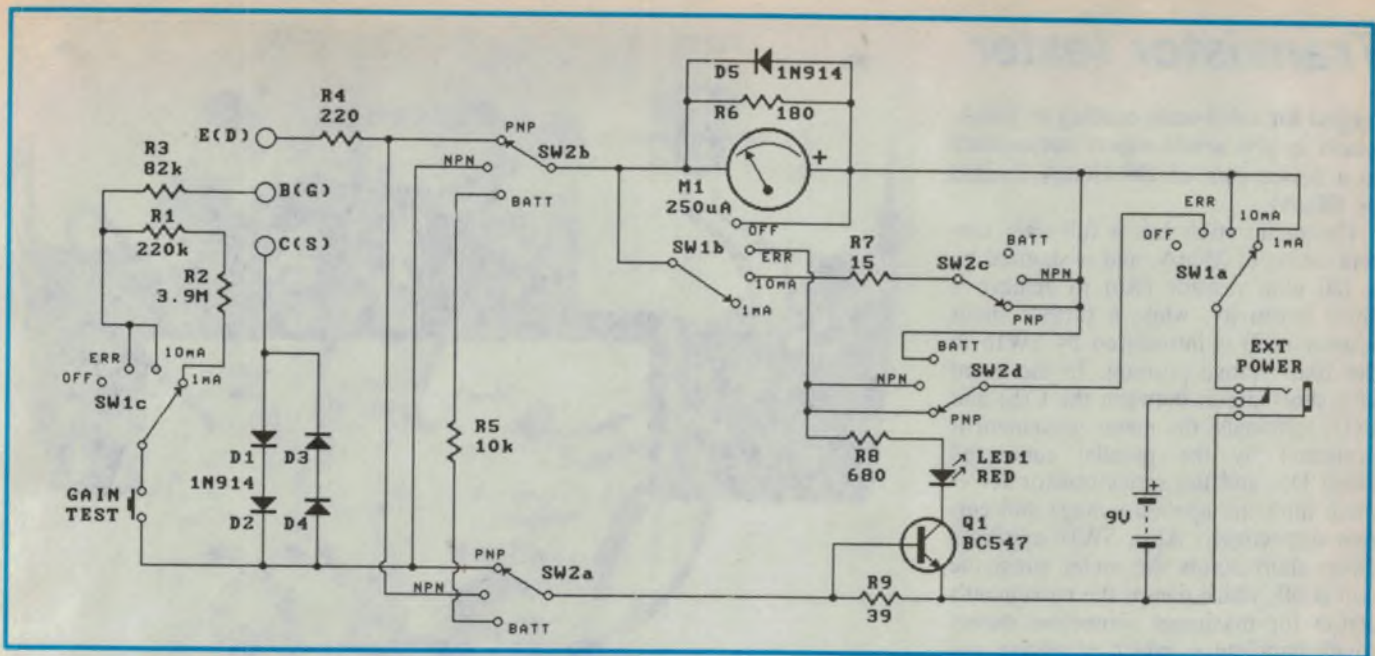 D5 1N914
R6 180
R4
220
E(D)
PNP
SW2b
NPN
BATT
R3
82k
B(G)
R1
220k
C(S)
R2
3.9M
M1
250uA
+
OFF
ERR
10mA
1mA
SW1b
R7
15
SW2c
BATT
NPN
PNP
ERR
OFF
10mA
1mA
SW1a
ERR
OFF
10mA
1mA
SW1c
BATT
NPN
PNP
SW2d
EXT
POWER
R5
10k
D1
D3
1N914
D2
D4
GAIN
TEST
R8
680
LED1
RED
Q1
BC547
+
9V
PNP
NPN
BATT
SW2a
R9
39